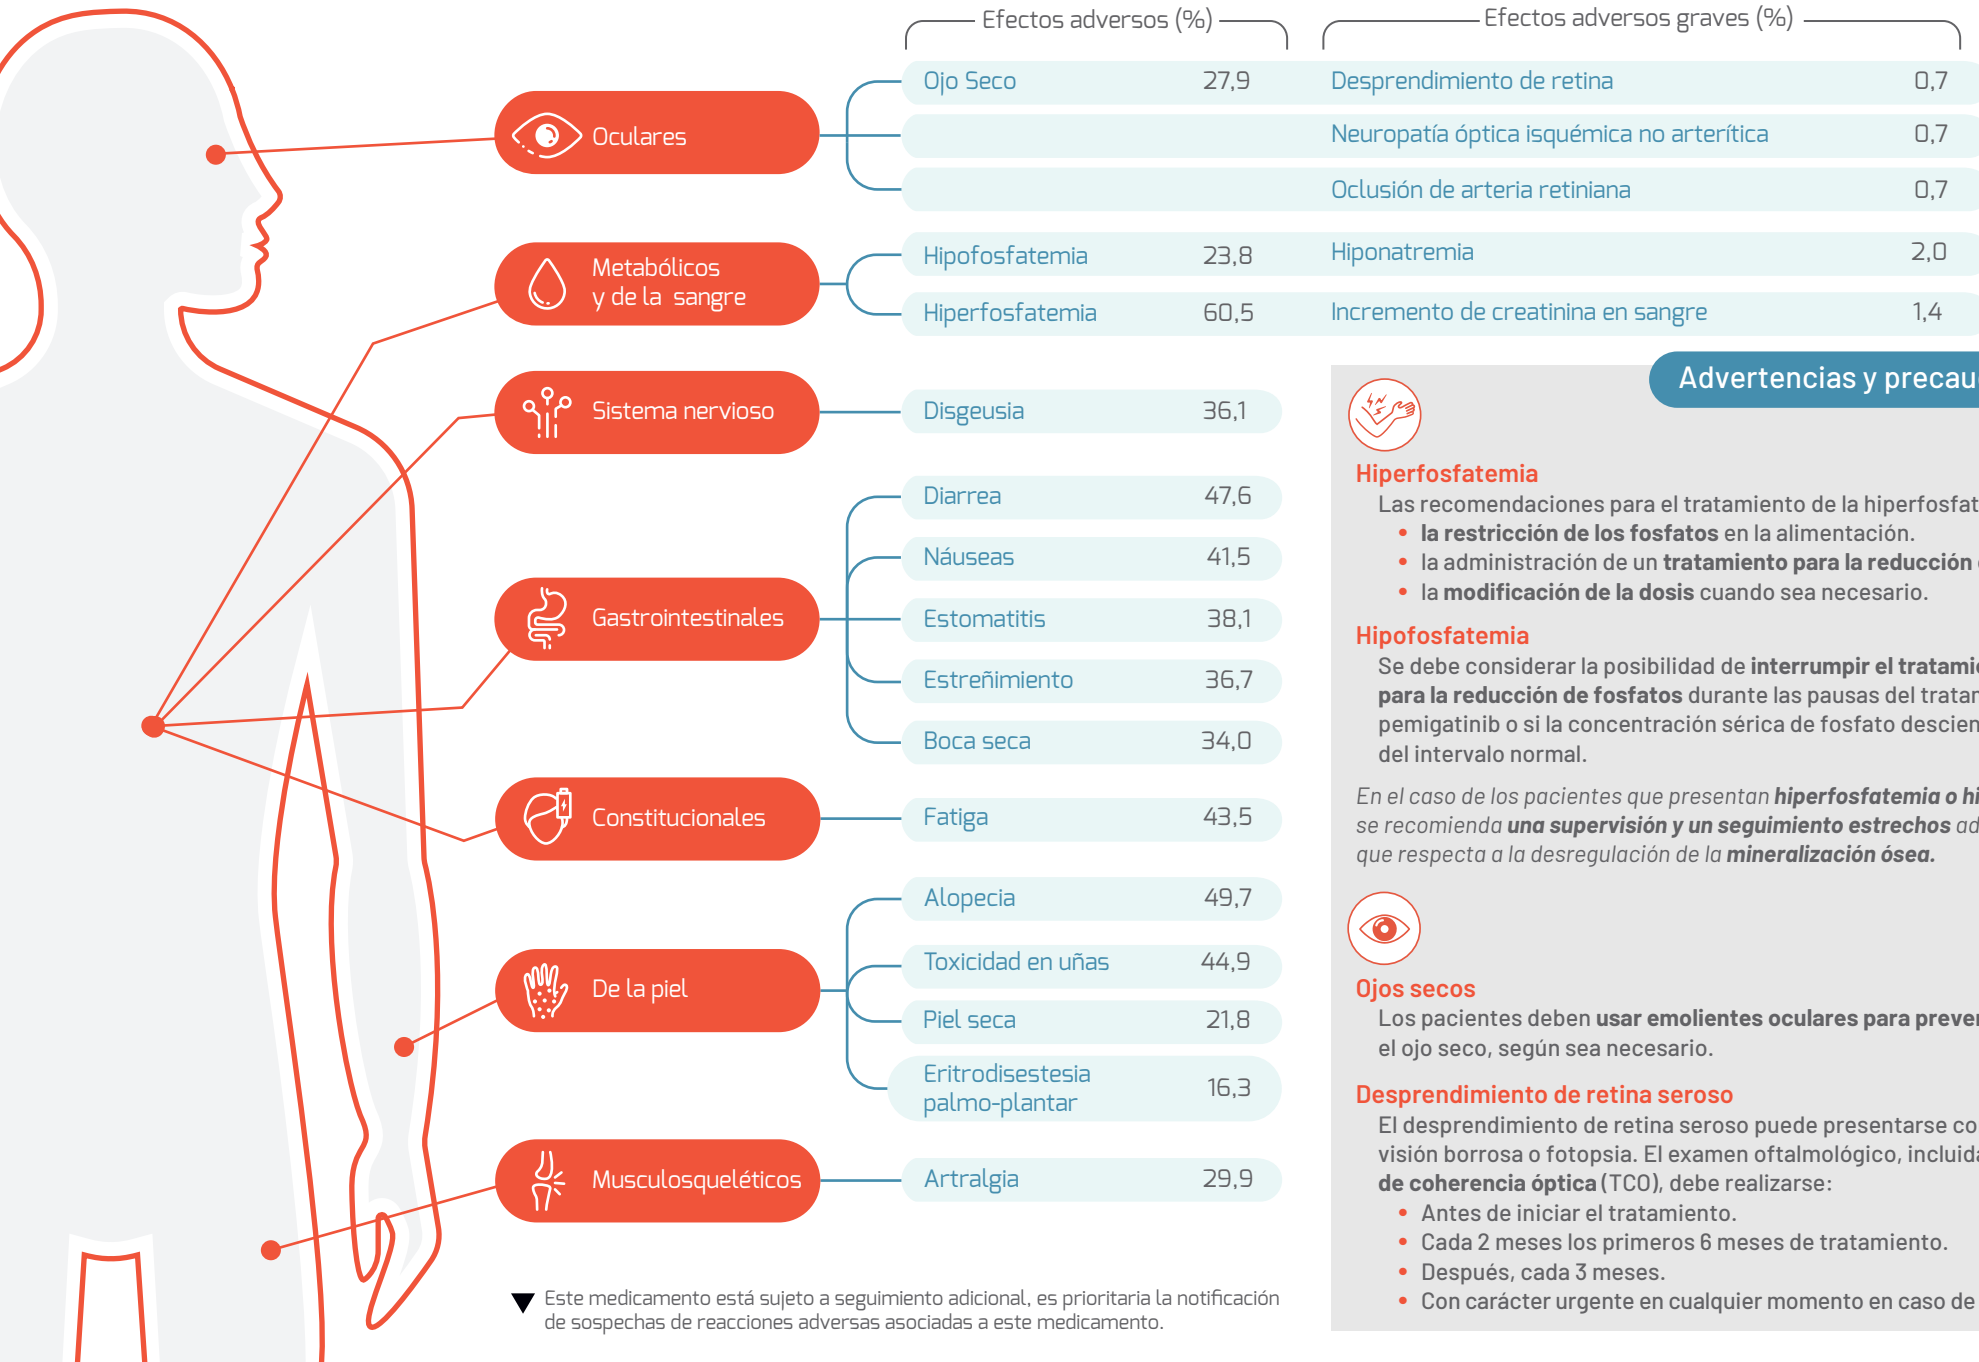 Efectos adversos (%)
Efectos adversos graves (%)
Oculares
Ojo Seco 27,9 Desprendimiento de retina 0,7
Neuropatía óptica isquémica no arterítica 0,7
Oclusión de arteria retiniana 0,7
Metabólicos
y de la sangre
Hipofosfatemia 23,8 Hiponatremia 2,0
Hiperfosfatemia 60,5 Incremento de creatinina en sangre 1,4
Sistema nervioso
Disgeusia 36,1
Gastrointestinales
Diarrea 47,6
Náuseas 41,5
Estomatitis 38,1
Estreñimiento 36,7
Boca seca 34,0
Constitucionales
Fatiga 43,5
De la piel
Alopecia 49,7
Toxicidad en uñas 44,9
Piel seca 21,8
Eritrodisestesia
palmo-plantar 16,3
Musculosqueléticos
Artralgia 29,9
▼ Este medicamento está sujeto a seguimiento adicional, es prioritaria la notificación
de sospechas de reacciones adversas asociadas a este medicamento.
Advertencias y
Hiperfosfatemia
Las recomendaciones para el tratamiento de la
• la restricción de los fosfatos en la alimentación.
• la administración de un tratamiento para la reducción
• la modificación de la dosis cuando sea necesario.
Hipofosfatemia
Se debe considerar la posibilidad de interrumpir el
para la reducción de fosfatos durante las pausas del
pemigatinib o si la concentración sérica de fosfato
del intervalo normal.
En el caso de los pacientes que presentan hiperfosfatemia o
se recomienda una supervisión y un seguimiento estrechos
que respecta a la desregulación de la mineralización ósea.
Ojos secos
Los pacientes deben usar emolientes oculares para
el ojo seco, según sea necesario.
Desprendimiento de retina seroso
El desprendimiento de retina seroso puede presentarse
visión borrosa o fotopsia. El examen oftalmológico,
de coherencia óptica (TCO), debe realizarse:
• Antes de iniciar el tratamiento.
• Cada 2 meses los primeros 6 meses de tratamiento.
• Después, cada 3 meses.
• Con carácter urgente en cualquier momento en caso de